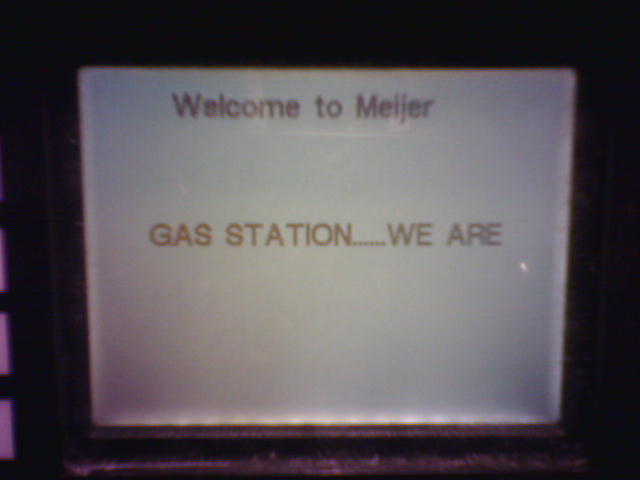 Welcome to Meijer
GAS STATION......WE ARE